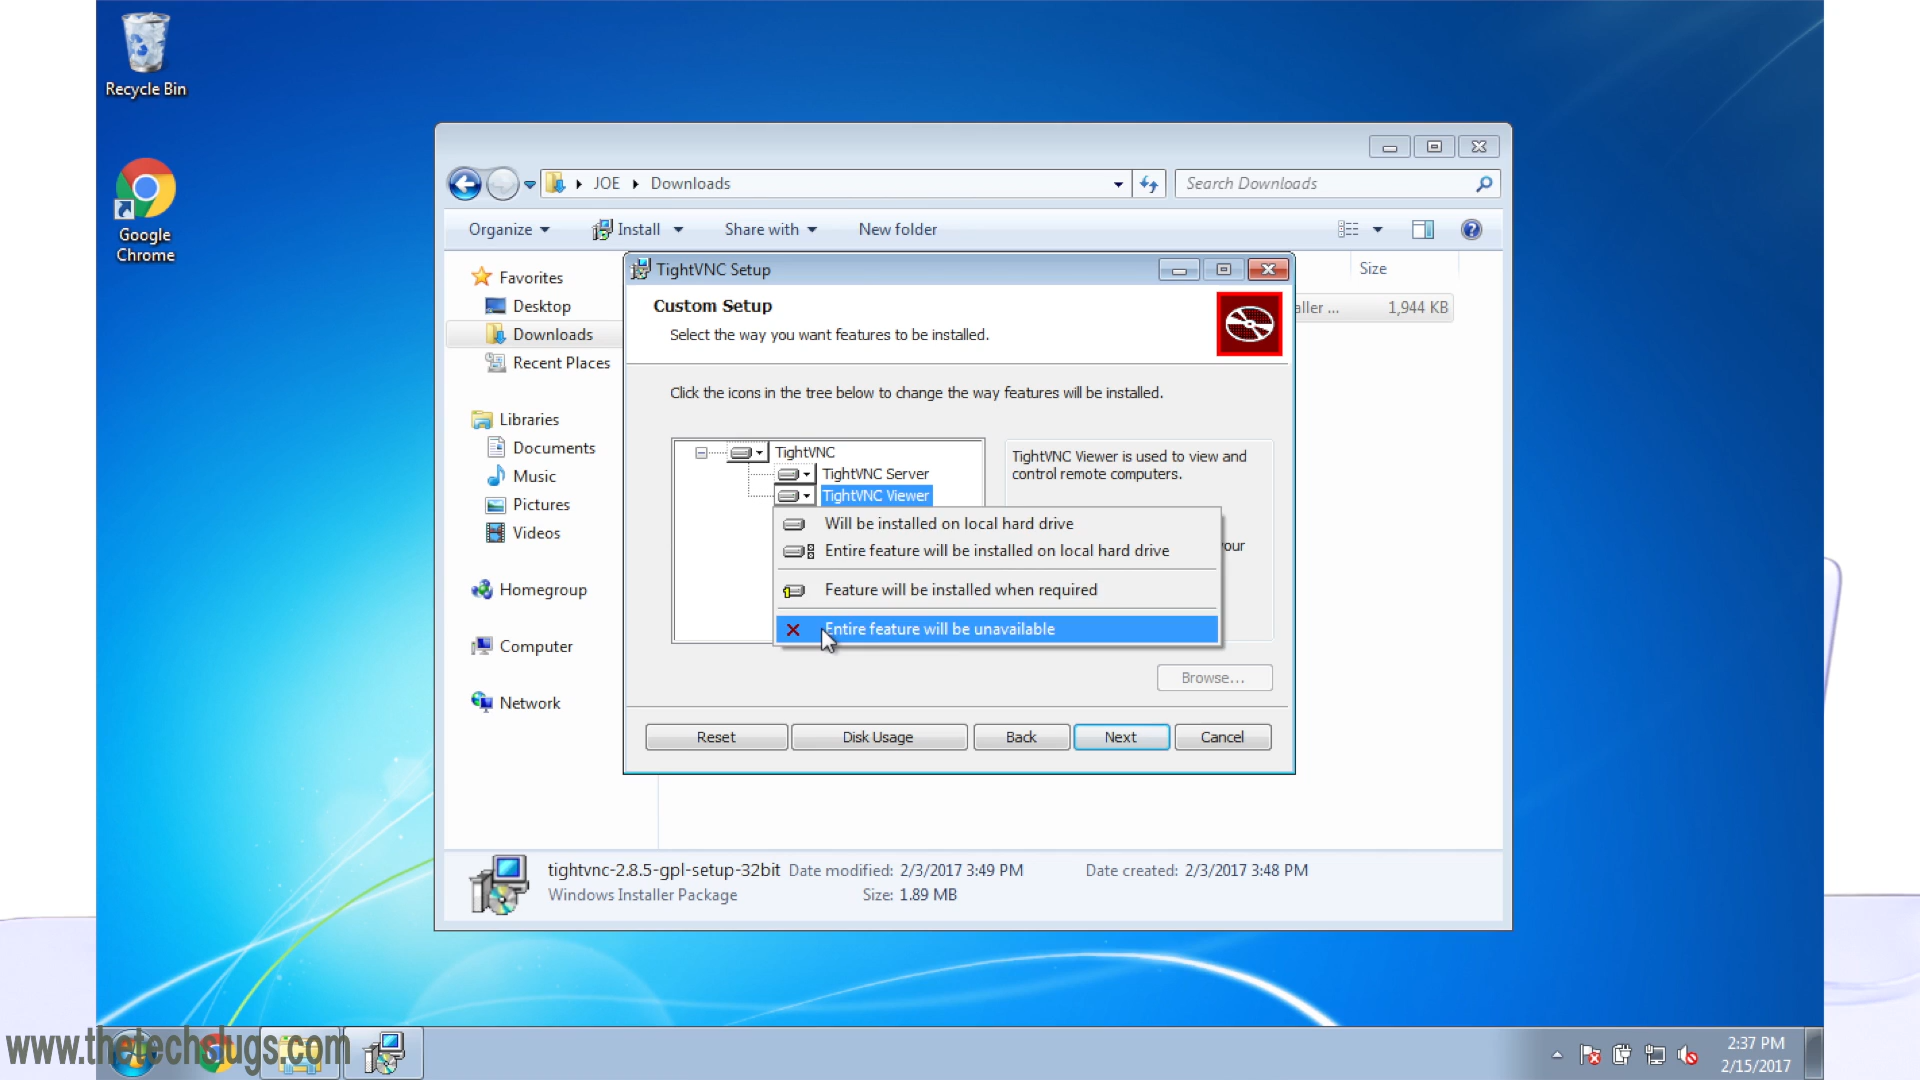 Recycle Bin
Google
Chrome
JOE
Downloads
Search Downloads
Organize
Install
Share with
New folder
Favorites
Desktop
Downloads
Recent Places
Libraries
Documents
Music
Pictures
Videos
Homegroup
Computer
Network
Size
aller ...
1,944 KB
TightVNC Setup
Custom Setup
Select the way you want features to be installed.
Click the icons in the tree below to change the way features will be installed.
TightVNC
TightVNC Server
TightVNC Viewer
TightVNC Viewer is used to view and
control remote computers.
our
Will be installed on local hard drive
Entire feature will be installed on local hard drive
Feature will be installed when required
Entire feature will be unavailable
Browse...
Reset
Disk Usage
Back
Next
Cancel
tightvnc-2.8.5-gpl-setup-32bit
Date modified: 2/3/2017 3:49 PM
Date created: 2/3/2017 3:48 PM
Windows Installer Package
Size: 1.89 MB
www.thetechslugs.com
2:37 PM
2/15/2017